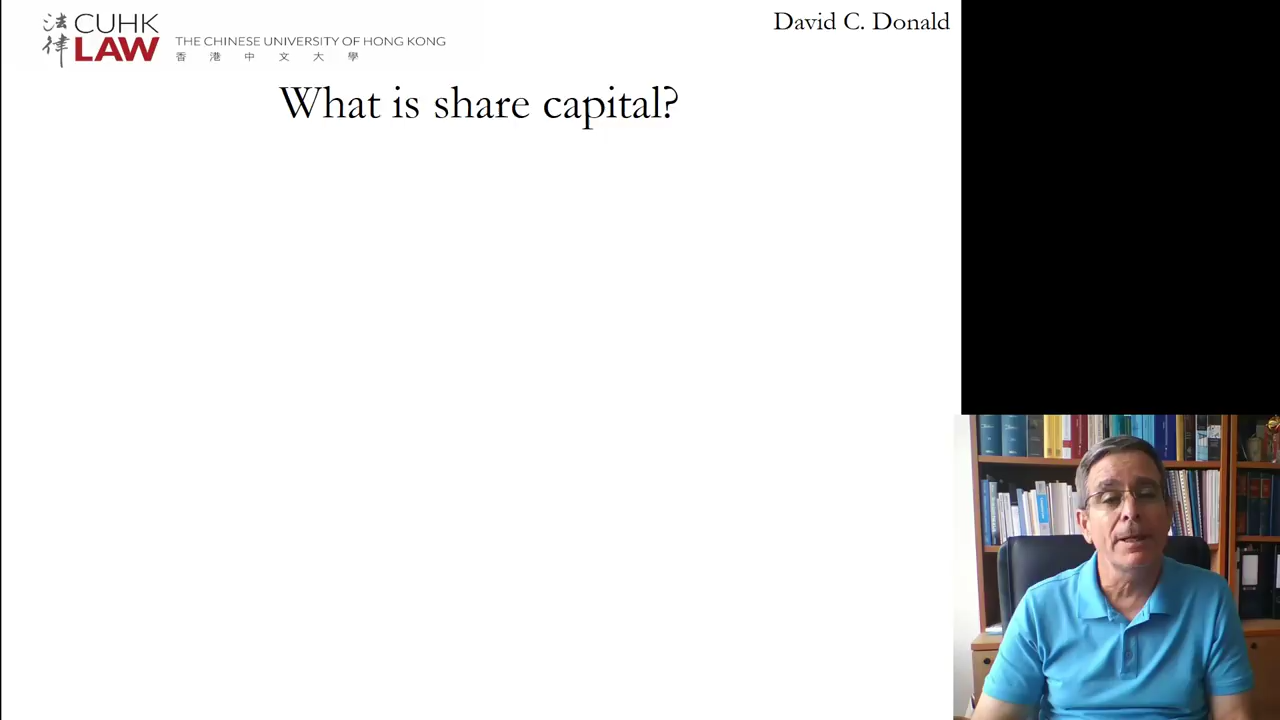 法律
CUHK
LAW
THE CHINESE UNIVERSITY OF HONG KONG
香港中文大學
David C. Donald
What is share capital?